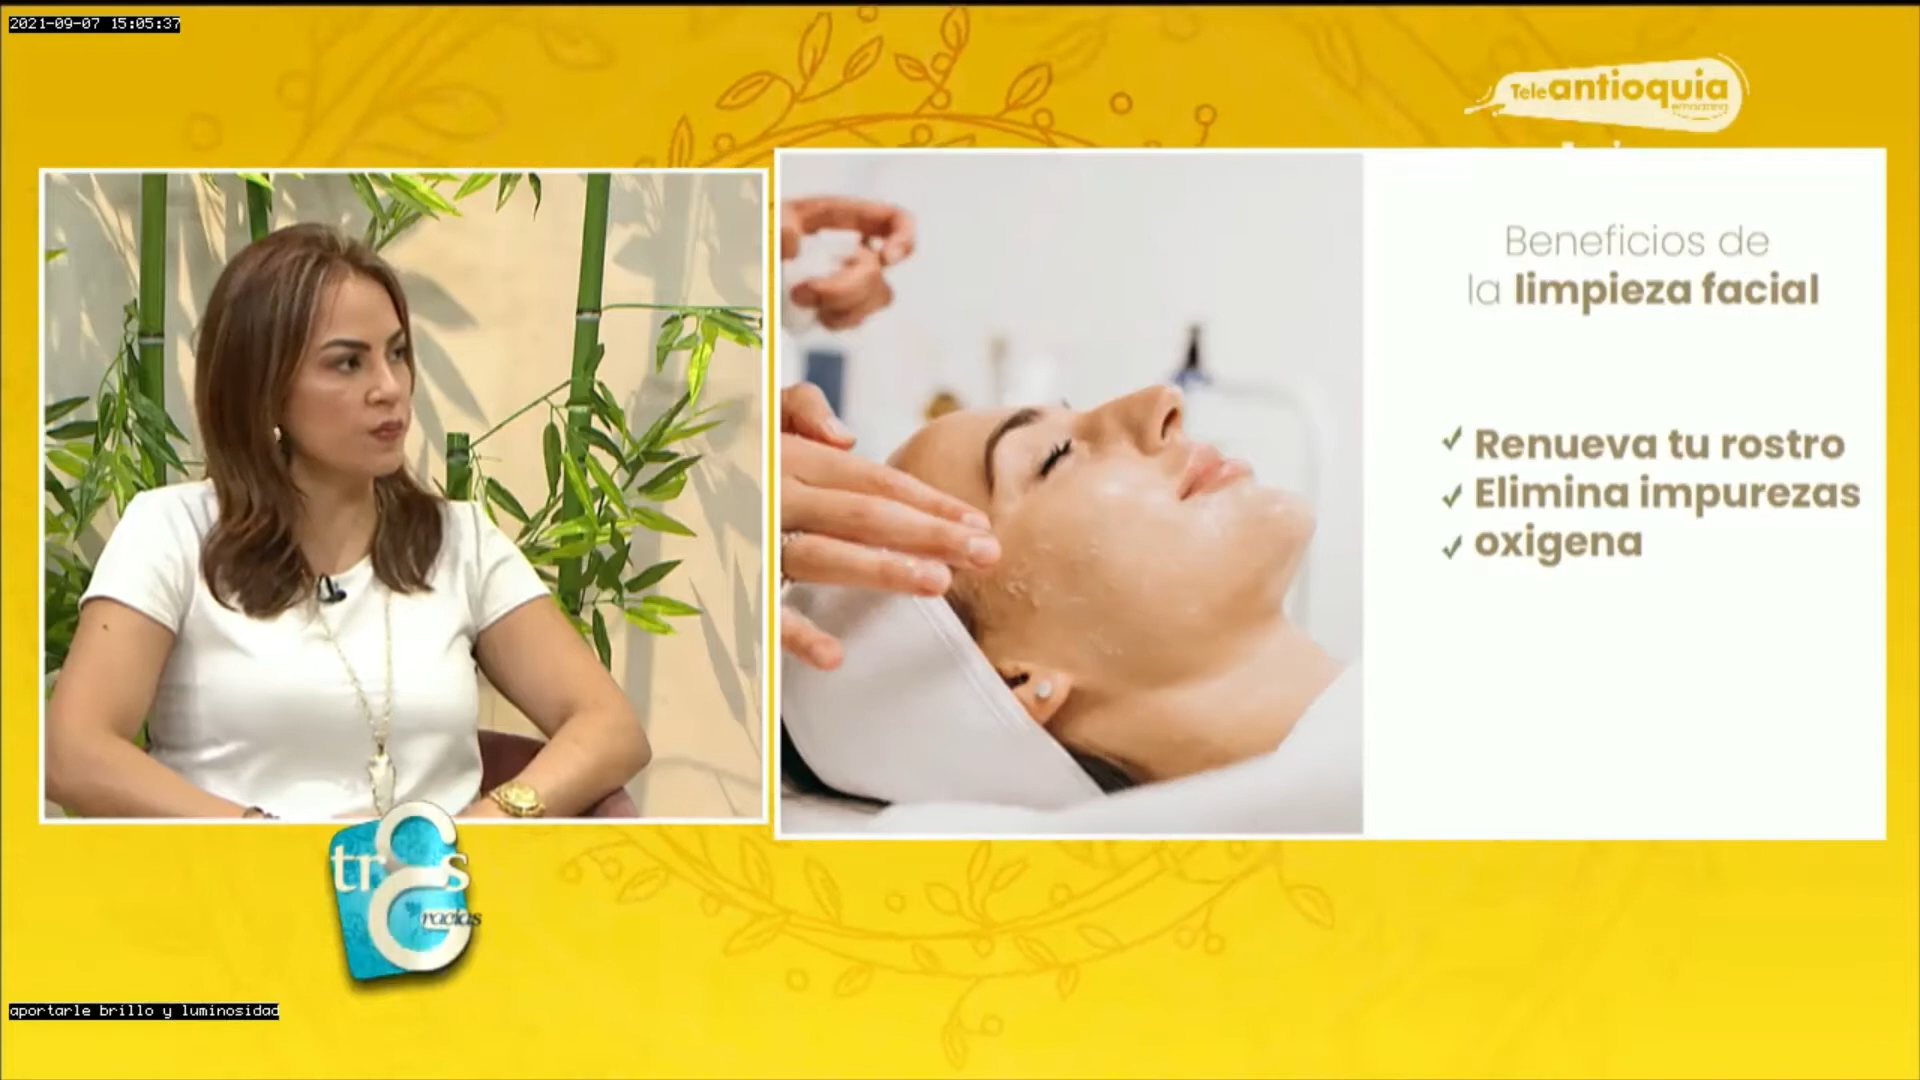 2021-09-07 15:05:37
Teleantioquia
Beneficios de
la limpieza facial
✓ Renueva tu rostro
✓ Elimina impurezas
✓ oxigena
tres
Gracias
aportarle brillo y luminosidad